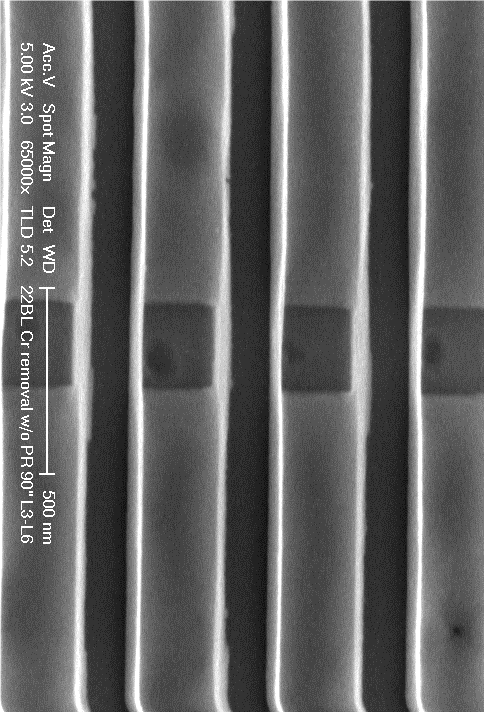 Acc.V Spot Magn Det WD 500 nm
5.00 kV 3.0 65000x TLD 5.2 22BL Cr removal w/o PR 90" L3-L6